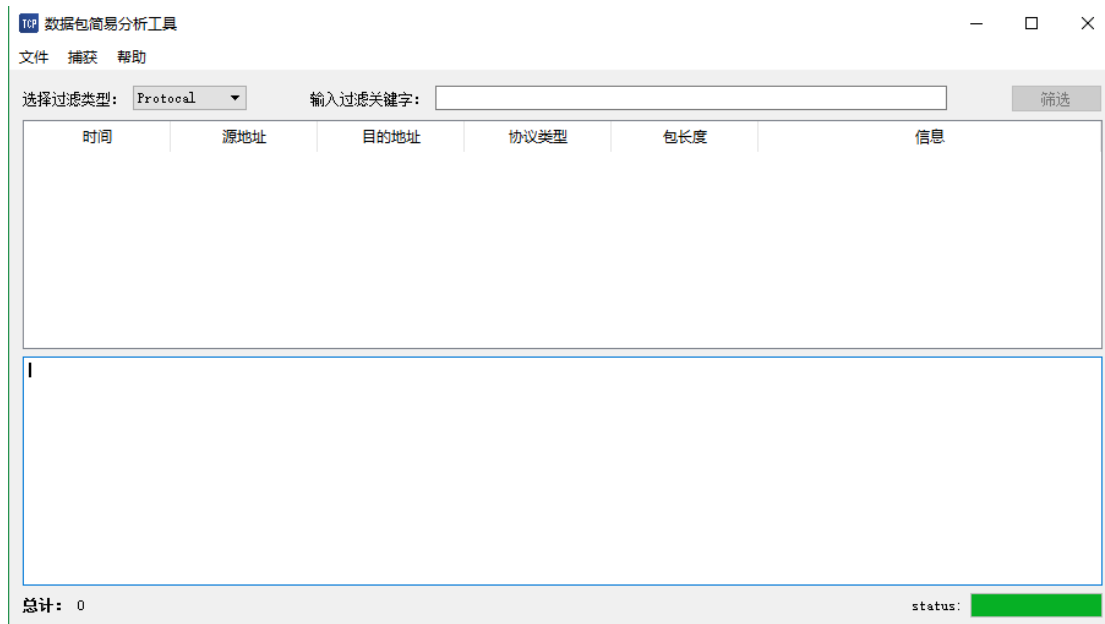 TCP 数据包简易分析工具
文件 捕获 帮助
选择过滤类型: Protocal 输入过滤关键字: 筛选
时间 源地址 目的地址 协议类型 包长度 信息
总计: 0 status: